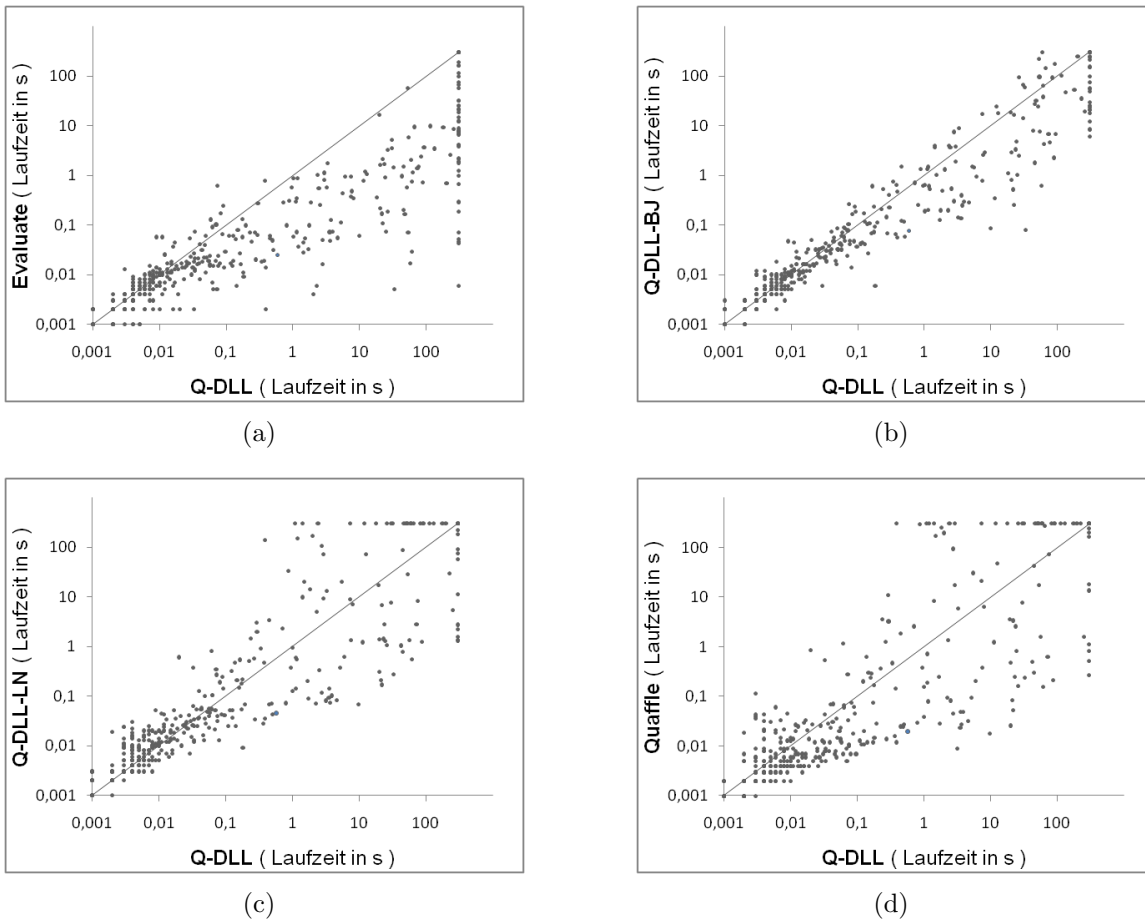 Evaluate ( Laufzeit in s )
100
10
1
0,1
0,01
0,001
0,001 0,01 0,1 1 10 100
Q-DLL ( Laufzeit in s )
(a)
Q-DLL-BJ ( Laufzeit in s )
100
10
1
0,1
0,01
0,001
0,001 0,01 0,1 1 10 100
Q-DLL ( Laufzeit in s )
(b)
Q-DLL-LN ( Laufzeit in s )
100
10
1
0,1
0,01
0,001
0,001 0,01 0,1 1 10 100
Q-DLL ( Laufzeit in s )
(c)
Quaffle ( Laufzeit in s )
100
10
1
0,1
0,01
0,001
0,001 0,01 0,1 1 10 100
Q-DLL ( Laufzeit in s )
(d)